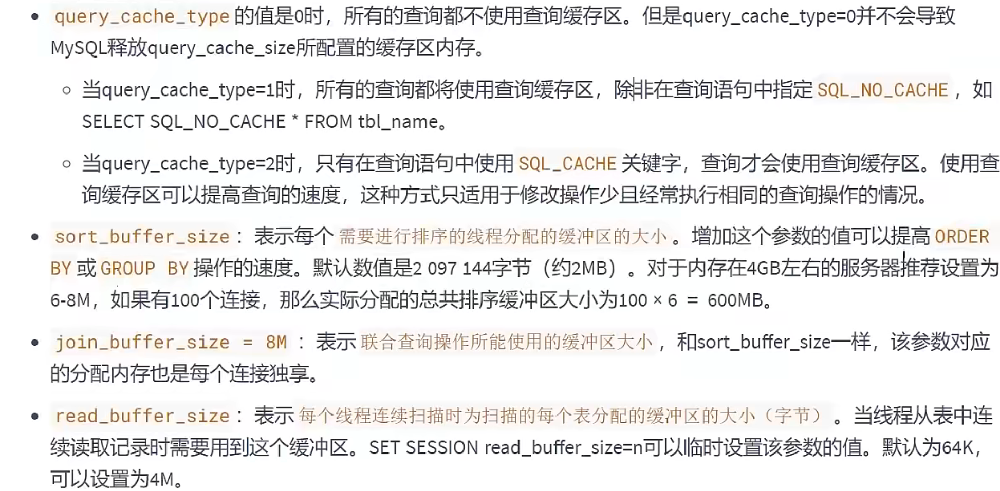 • query_cache_type 的值是0时，所有的查询都不使用查询缓存区。但是query_cache_type=0并不会导致
MySQL释放query_cache_size所配置的缓存区内存。
○ 当query_cache_type=1时，所有的查询都将使用查询缓存区，除非在查询语句中指定 SQL_NO_CACHE ，如
SELECT SQL_NO_CACHE * FROM tbl_name。
○ 当query_cache_type=2时，只有在查询语句中使用 SQL_CACHE 关键字，查询才会使用查询缓存区。使用查
询缓存区可以提高查询的速度，这种方式只适用于修改操作少且经常执行相同的查询操作的情况。
• sort_buffer_size ：表示每个 需要进行排序的线程分配的缓冲区的大小 。增加这个参数的值可以提高 ORDER
BY 或 GROUP BY 操作的速度。默认数值是2 097 144字节（约2MB）。对于内存在4GB左右的服务器推荐设置为
6-8M，如果有100个连接，那么实际分配的总共排序缓冲区大小为100 × 6 ＝ 600MB。
• join_buffer_size = 8M ：表示 联合查询操作所能使用的缓冲区大小 ，和sort_buffer_size一样，该参数对应
的分配内存也是每个连接独享。
• read_buffer_size ：表示 每个线程连续扫描时为扫描的每个表分配的缓冲区的大小（字节） 。当线程从表中连
续读取记录时需要用到这个缓冲区。SET SESSION read_buffer_size=n可以临时设置该参数的值。默认为64K，
可以设置为4M。